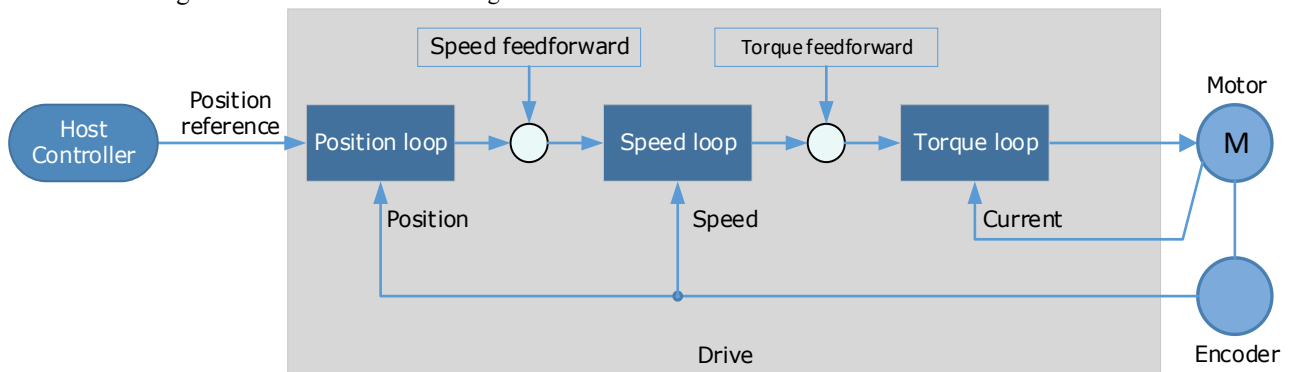 Speed feedforward
Torque feedforward
Motor
Position
reference
Host
Controller
Position loop
Speed loop
Torque loop
M
Position
Speed
Current
Drive
Encoder